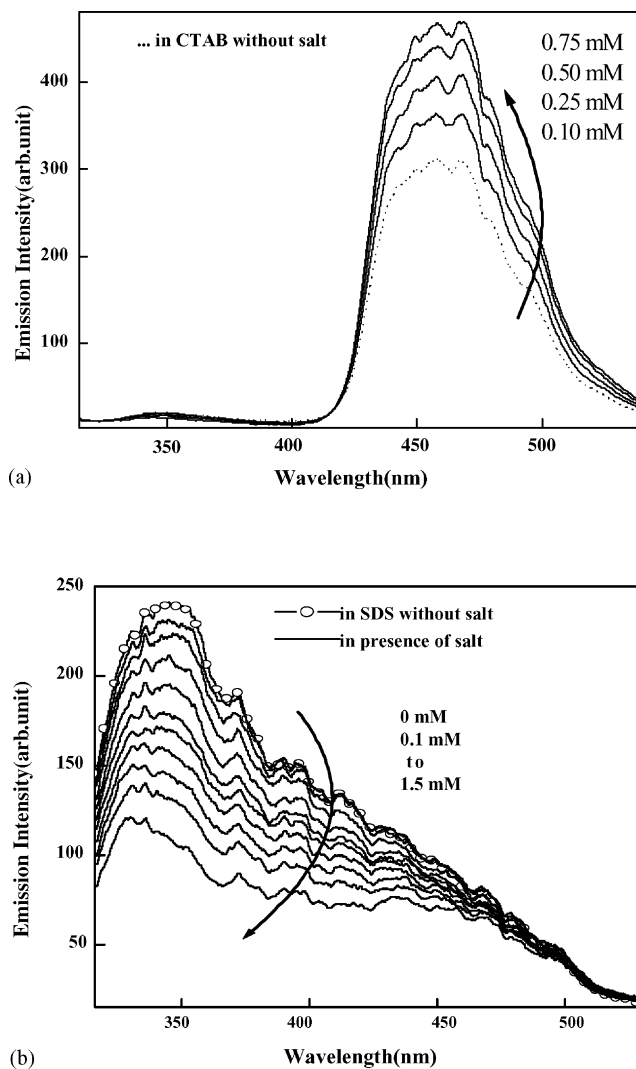 ... in CTAB without salt
0.75 mM
0.50 mM
0.25 mM
0.10 mM
400
300
200
100
Emission Intensity(arb.unit)
350
400
450
500
Wavelength(nm)
(a)
250
200
150
100
50
Emission Intensity(arb.unit)
in SDS without salt
in presence of salt
0 mM
0.1 mM
to
1.5 mM
350
400
450
500
Wavelength(nm)
(b)